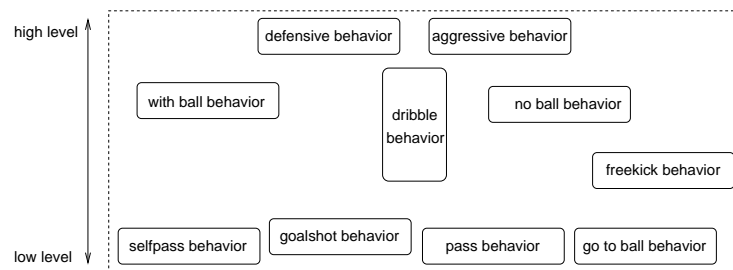 high level
defensive behavior
aggressive behavior
with ball behavior
no ball behavior
dribble
behavior
freekick behavior
selfpass behavior
goalshot behavior
pass behavior
go to ball behavior
low level